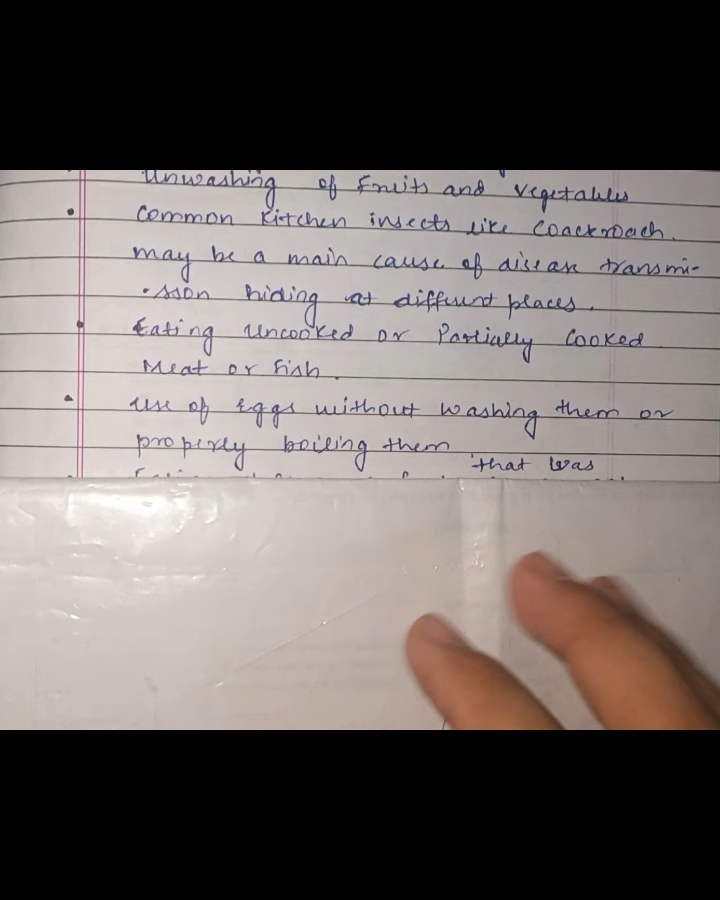 Unwashing of Fruits and Vegetables
Common Kitchen insects like Coackroach.
may be a main cause of disease transmi-
-sson hiding at different places.
Eating Uncooked or Partially Cooked
Meat or Fish.
use of Eggs without washing them or
properly boiling them
that was